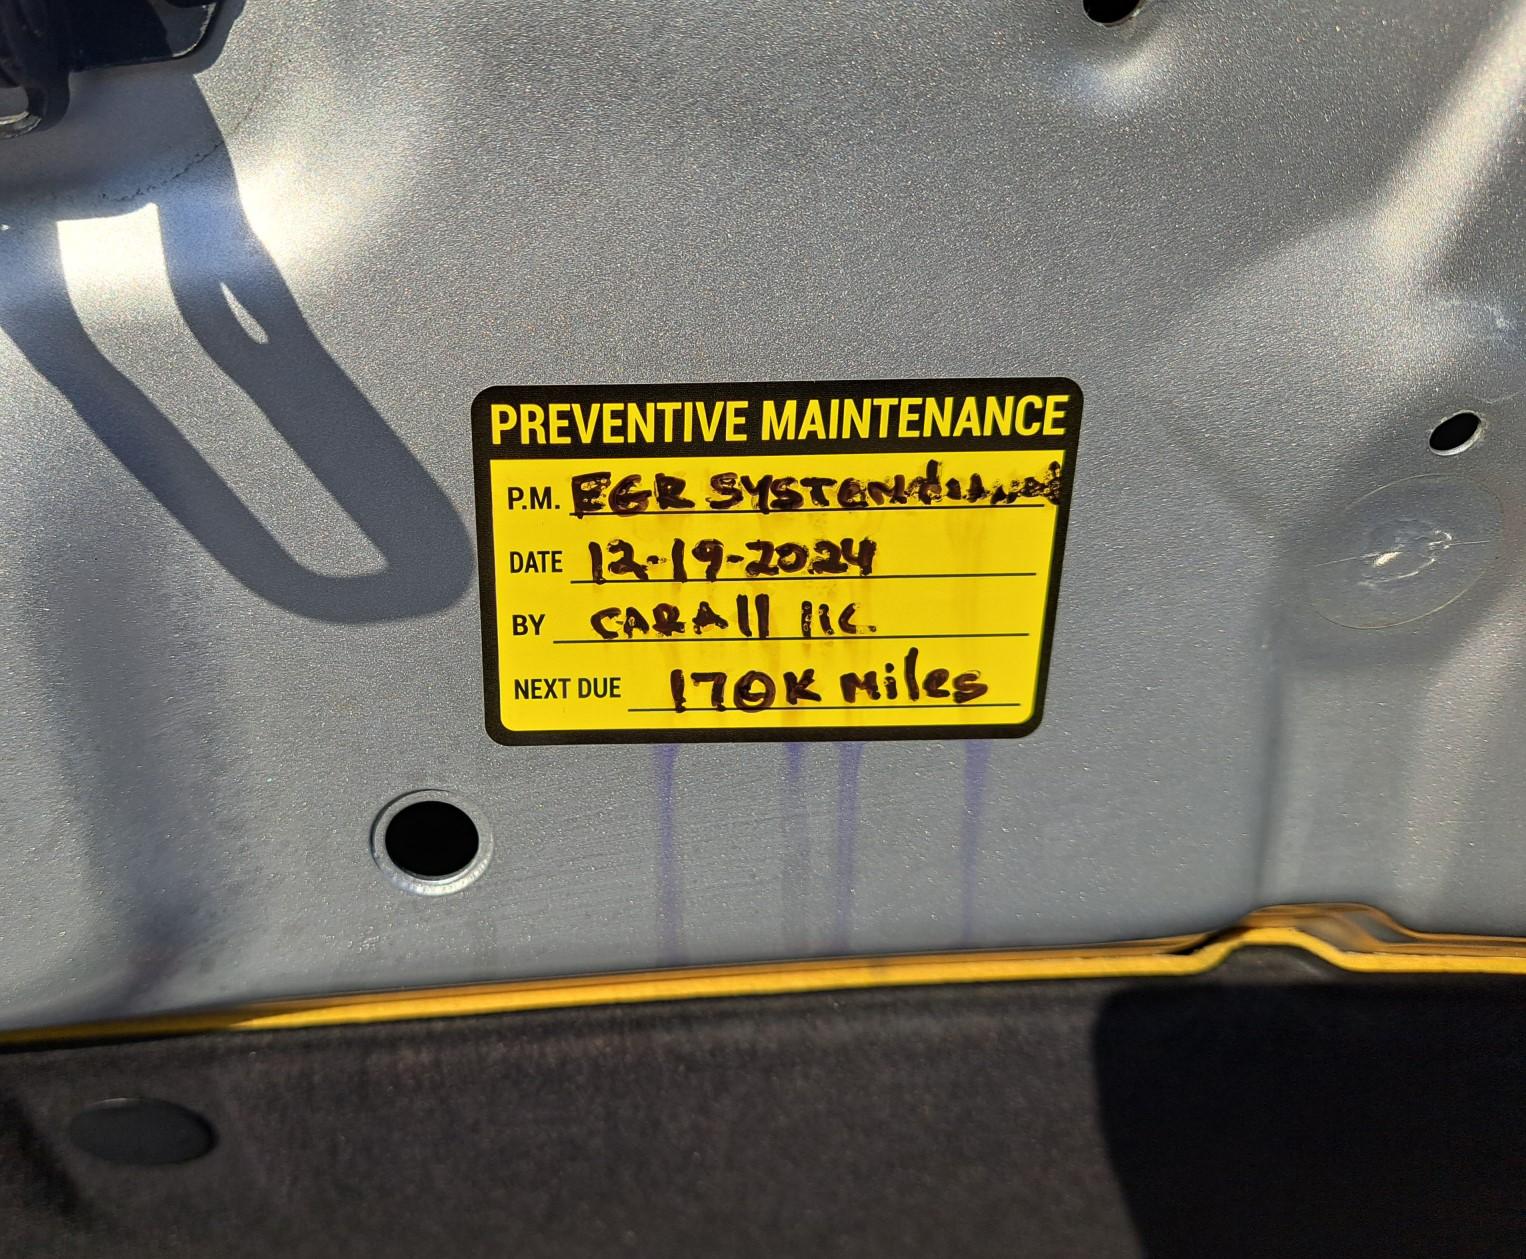 PREVENTIVE MAINTENANCE
P.M. EGR SYSTEM
DATE 12-19-2024
BY CARAll llC.
NEXT DUE 170K Miles